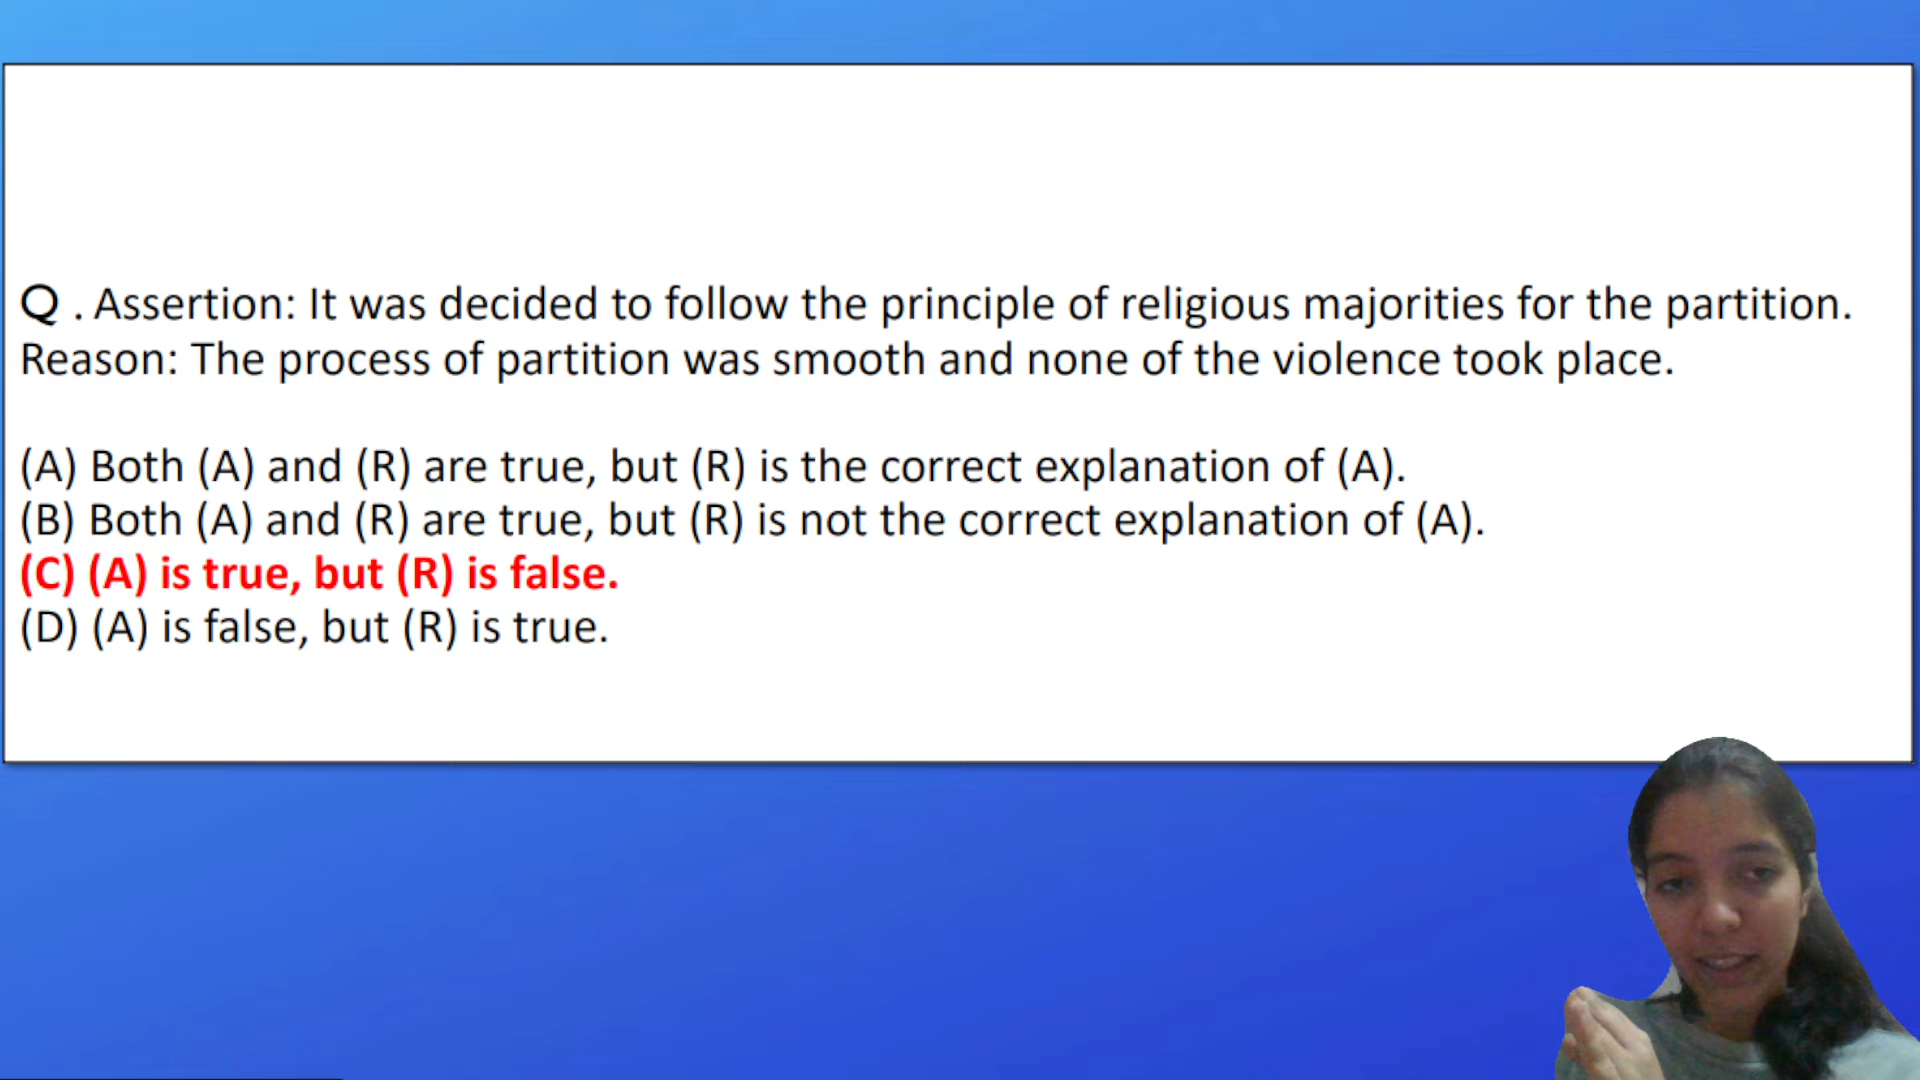 Q . Assertion: It was decided to follow the principle of religious majorities for the partition.
Reason: The process of partition was smooth and none of the violence took place.
(A) Both (A) and (R) are true, but (R) is the correct explanation of (A).
(B) Both (A) and (R) are true, but (R) is not the correct explanation of (A).
(C) (A) is true, but (R) is false.
(D) (A) is false, but (R) is true.